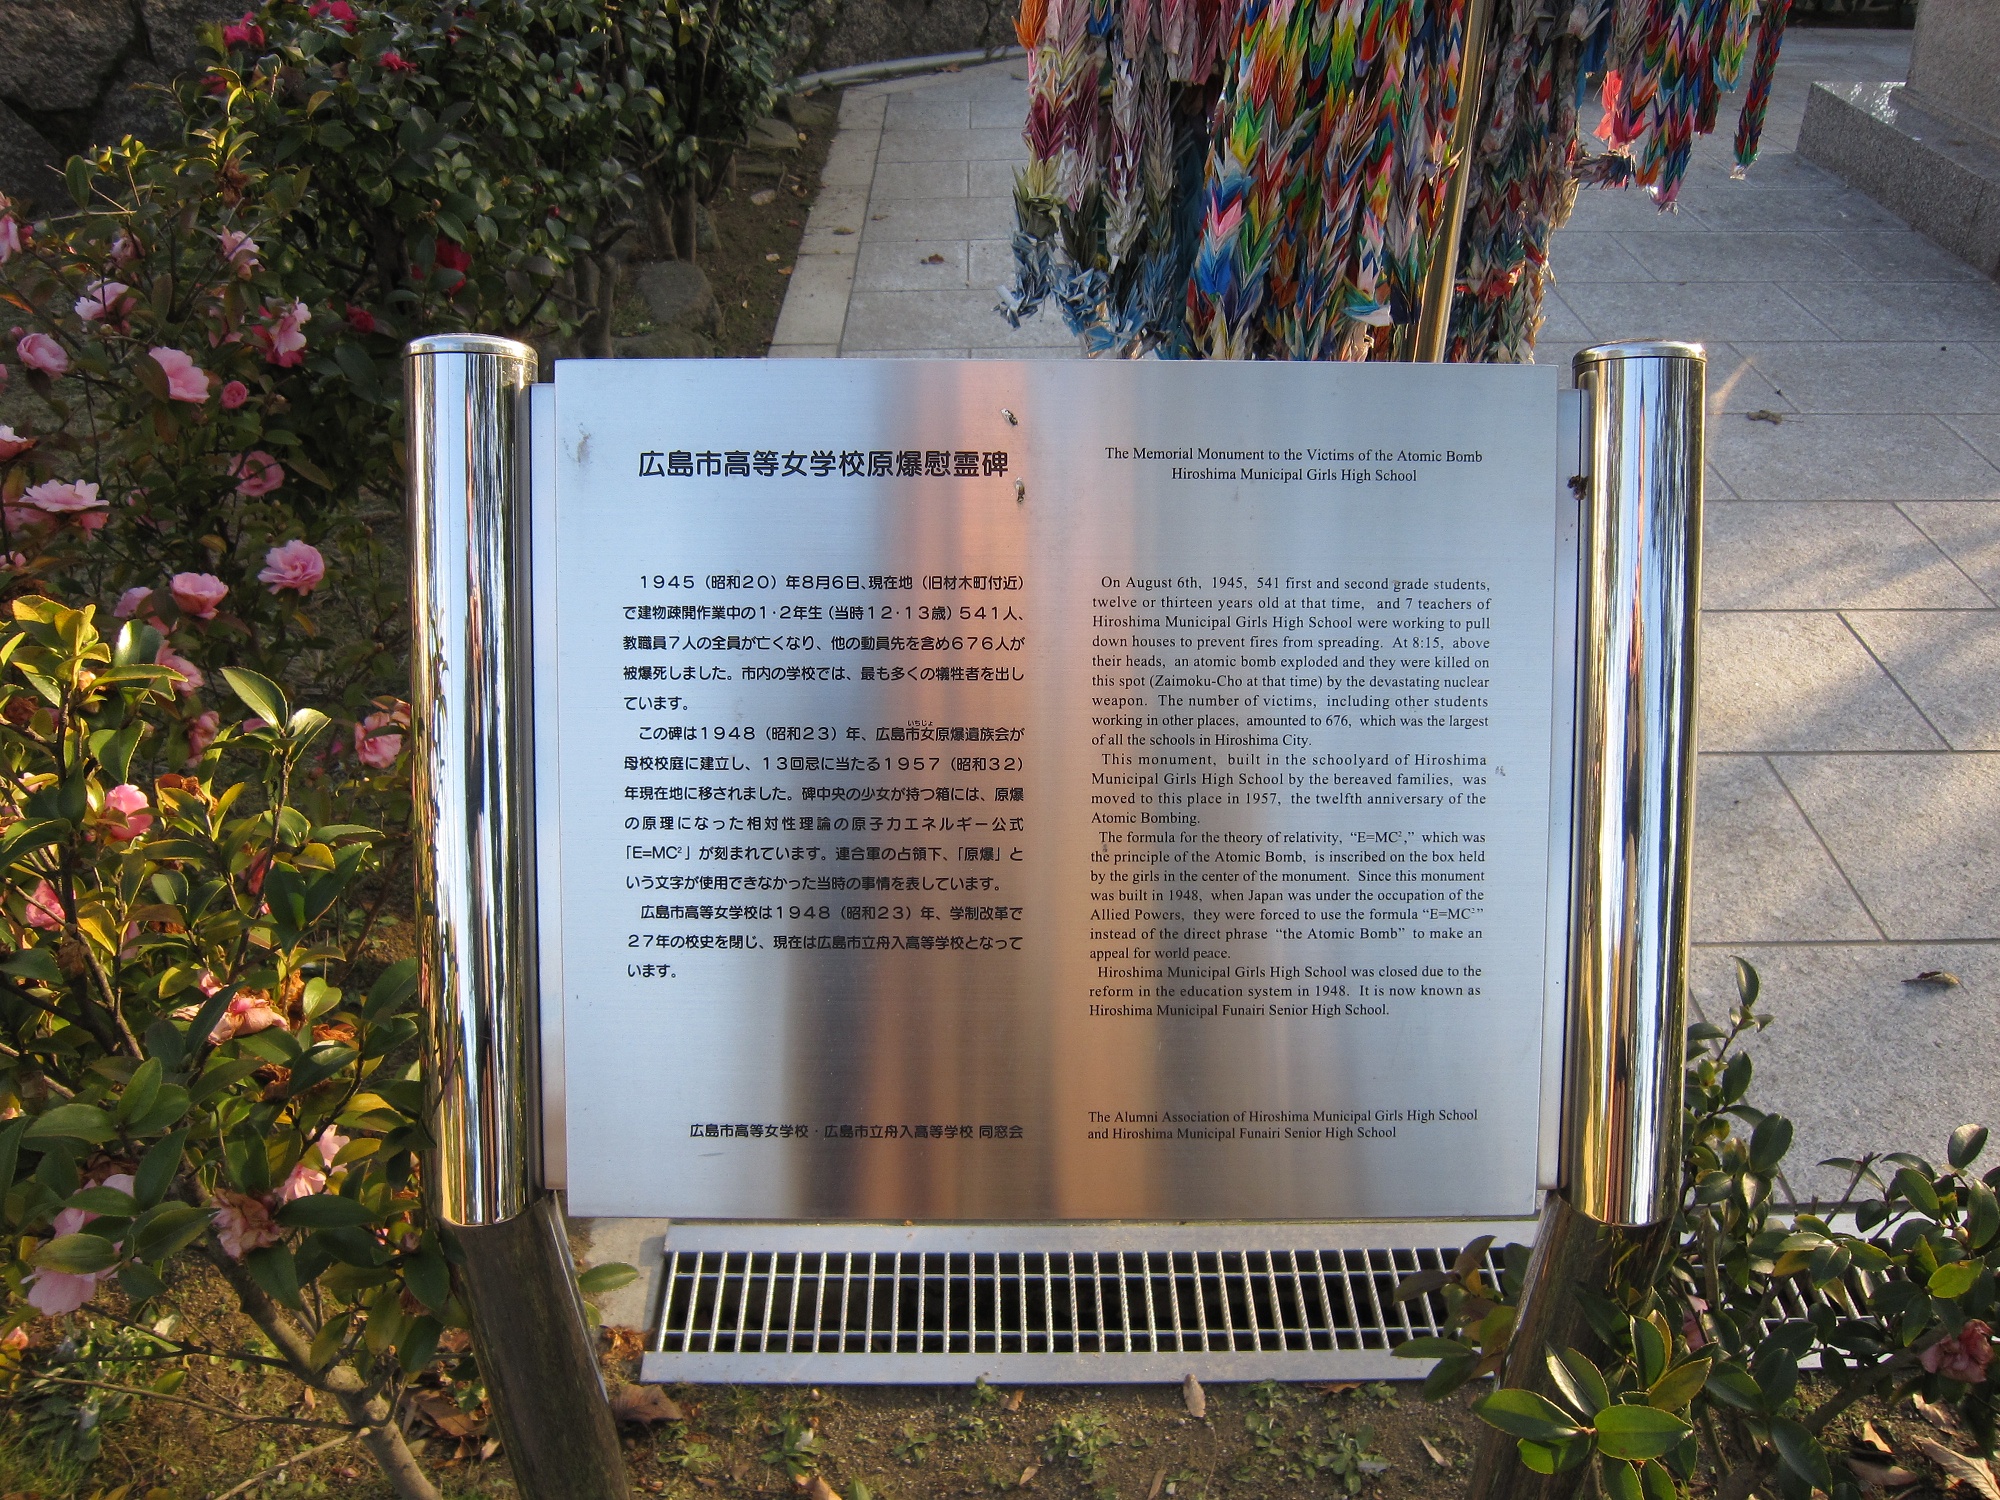 広島市高等女学校原爆慰霊碑
1945（昭和20）年8月6日、現在地（旧材木町付近）
で建物疎開作業中の1・2年生（当時12・13歳）541人、
教職員7人の全員が亡くなり、他の動員先を含め676人が
被爆死しました。市内の学校では、最も多くの犠牲者を出し
ています。
この碑は1948（昭和23）年、広島市女原爆遺族会が
いちじょ
母校校庭に建立し、13回忌に当たる1957（昭和32）
年現在地に移されました。碑中央の少女が持つ箱には、原爆
の原理になった相対性理論の原子力エネルギー公式
「E=MC²」が刻まれています。連合軍の占領下、「原爆」と
いう文字が使用できなかった当時の事情を表しています。
広島市高等女学校は1948（昭和23）年、学制改革で
27年の校史を閉じ、現在は広島市立舟入高等学校となって
います。
広島市高等女学校・広島市立舟入高等学校 同窓会
The Memorial Monument to the Victims of the Atomic Bomb
Hiroshima Municipal Girls High School
On August 6th, 1945, 541 first and second grade students,
twelve or thirteen years old at that time, and 7 teachers of
Hiroshima Municipal Girls High School were working to pull
down houses to prevent fires from spreading. At 8:15, above
their heads, an atomic bomb exploded and they were killed on
this spot (Zaimoku-Cho at that time) by the devastating nuclear
weapon. The number of victims, including other students
working in other places, amounted to 676, which was the largest
of all the schools in Hiroshima City.
This monument, built in the schoolyard of Hiroshima
Municipal Girls High School by the bereaved families, was
moved to this place in 1957, the twelfth anniversary of the
Atomic Bombing.
The formula for the theory of relativity, “E=MC²,” which was
the principle of the Atomic Bomb, is inscribed on the box held
by the girls in the center of the monument. Since this monument
was built in 1948, when Japan was under the occupation of the
Allied Powers, they were forced to use the formula “E=MC²”
instead of the direct phrase “the Atomic Bomb” to make an
appeal for world peace.
Hiroshima Municipal Girls High School was closed due to the
reform in the education system in 1948. It is now known as
Hiroshima Municipal Funairi Senior High School.
The Alumni Association of Hiroshima Municipal Girls High School
and Hiroshima Municipal Funairi Senior High School